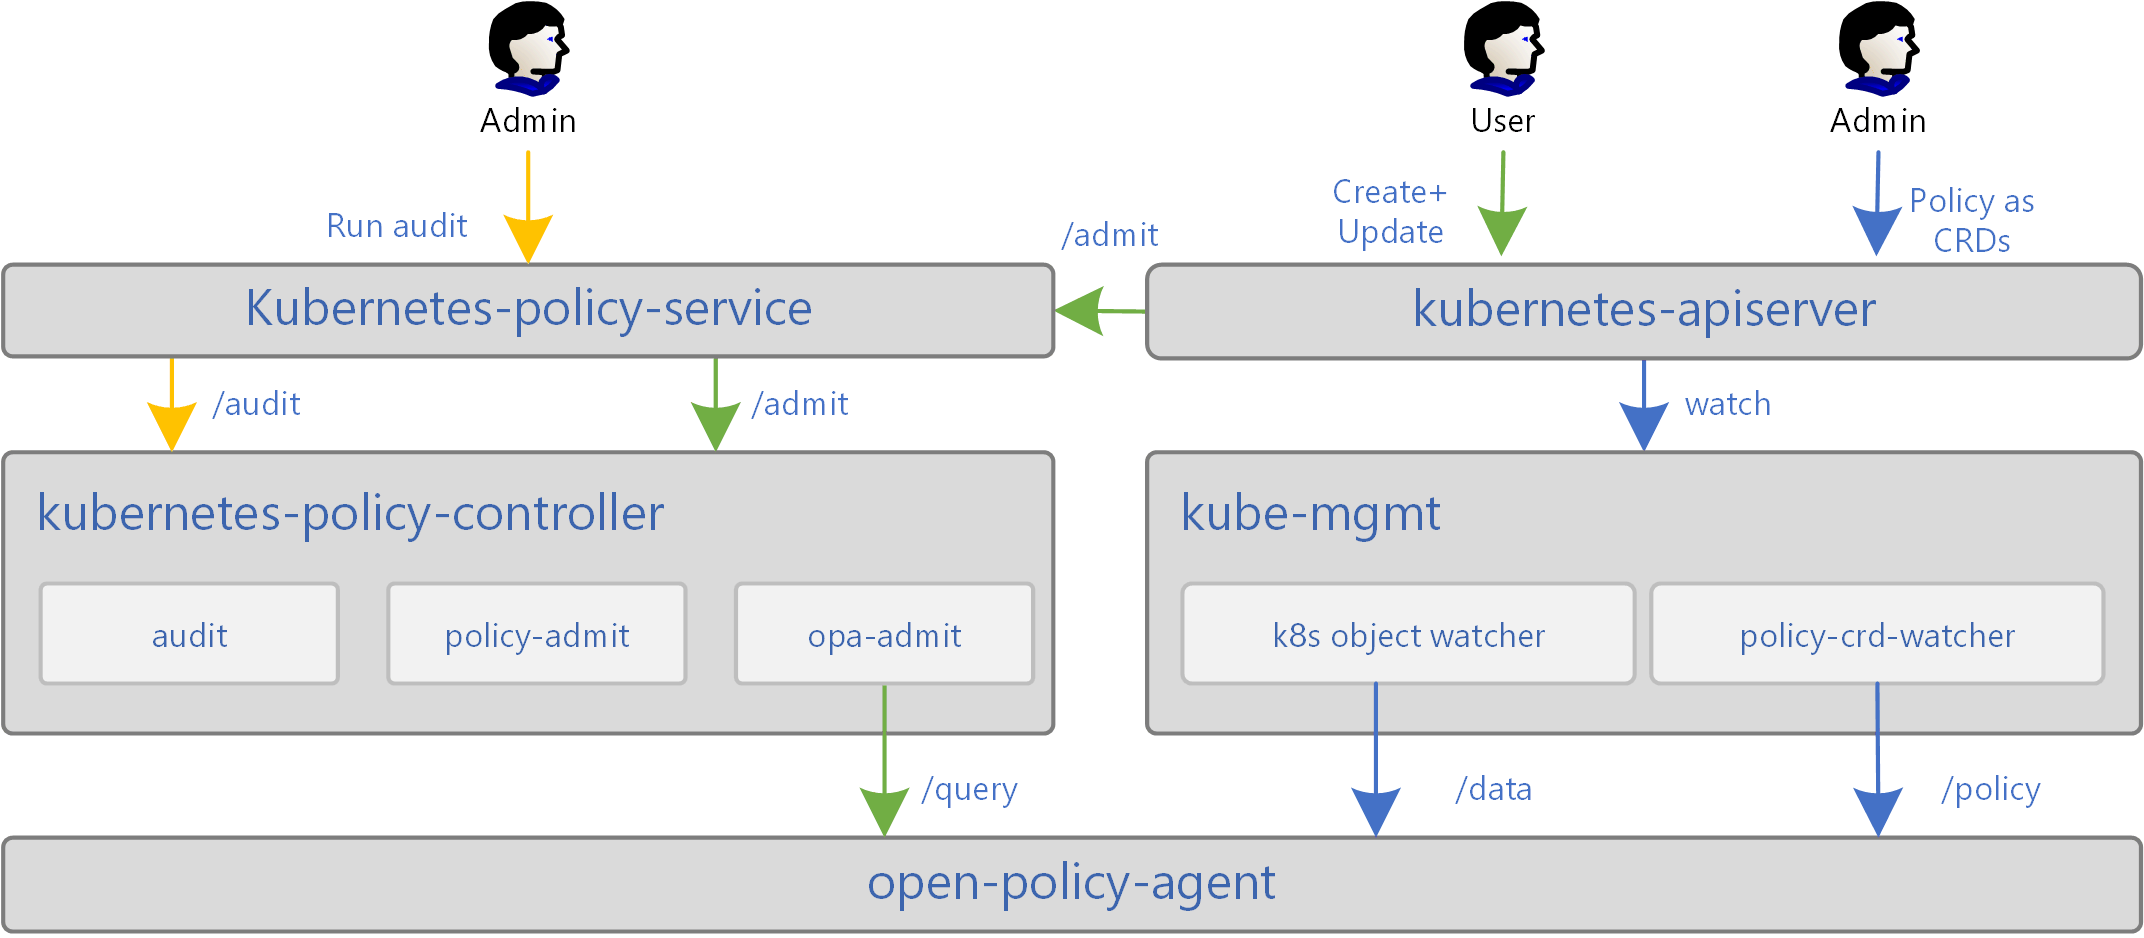 Admin
User
Admin
Run audit
/admit
Create+
Update
Policy as
CRDs
Kubernetes-policy-service
kubernetes-apiserver
/audit
/admit
watch
kubernetes-policy-controller
kube-mgmt
audit
policy-admit
opa-admit
k8s object watcher
policy-crd-watcher
/query
/data
/policy
open-policy-agent